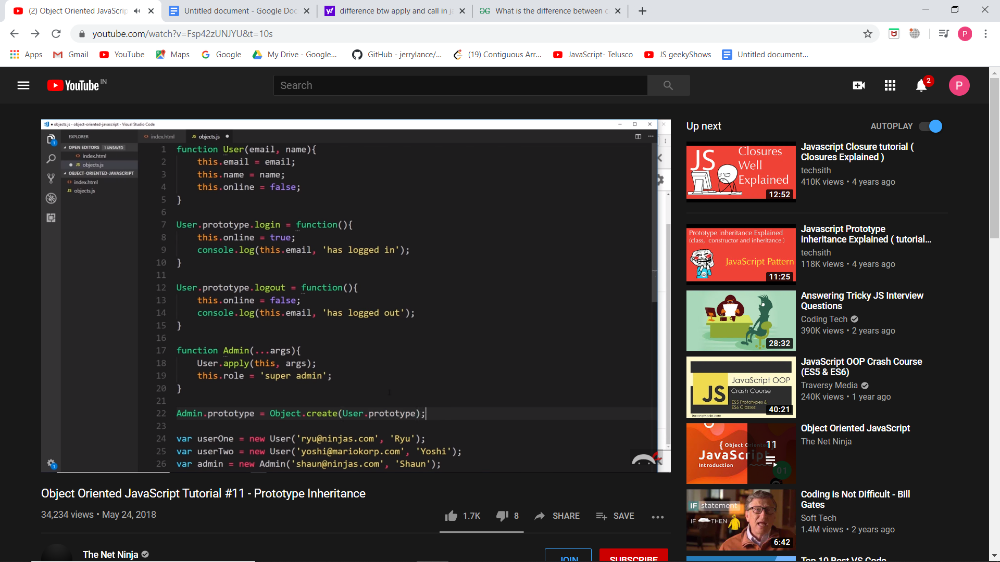 (2) Object Oriented JavaScrip
Untitled document - Google Doc
difference btw apply and call in ja
What is the difference between c
youtube.com/watch?v=Fsp42zUNJYU&t=10s
P
Apps
Gmail
YouTube
Maps
Google
My Drive - Google...
GitHub - jerrylance/...
(19) Contiguous Arr...
JavaScript- Telusco
JS geekyShows
Untitled document...
YouTube IN
Search
2
P
objects.js - object-oriented-javascript - Visual Studio Code
EXPLORER
OPEN EDITORS 1 UNSAVED
index.html
JS objects.js
OBJECT-ORIENTED-JAVASCRIPT
index.html
JS objects.js
index.html
JS objects.js
1 function User(email, name){
2 this.email = email;
3 this.name = name;
4 this.online = false;
5 }
6
7 User.prototype.login = function(){
8 this.online = true;
9 console.log(this.email, 'has logged in');
10 }
11
12 User.prototype.logout = function(){
13 this.online = false;
14 console.log(this.email, 'has logged out');
15 }
16
17 function Admin(...args){
18 User.apply(this, args);
19 this.role = 'super admin';
20 }
21
22 Admin.prototype = Object.create(User.prototype);
23
24 var userOne = new User('ryu@ninjas.com', 'Ryu');
25 var userTwo = new User('yoshi@mariokorp.com', 'Yoshi');
26 var admin = new Admin('shaun@ninjas.com', 'Shaun');
Object Oriented JavaScript Tutorial #11 - Prototype Inheritance
34,234 views • May 24, 2018
1.7K
8
SHARE
SAVE
The Net Ninja
JOIN
SUBSCRIBE
Up next
AUTOPLAY
JS
Closures
Well
Explained
12:52
Javascript Closure tutorial (
Closures Explained )
techsith
410K views • 4 years ago
Prototype inheritance Explained
(class, constructor and inheritance )
JavaScript Pattern
11:25
Javascript Prototype
inheritance Explained ( tutorial...
techsith
118K views • 4 years ago
28:32
Answering Tricky JS Interview
Questions
Coding Tech
390K views • 2 years ago
JS
JavaScript OOP
Crash Course
ES5 Prototypes &
ES6 Classes
TraversyMedia.com
40:21
JavaScript OOP Crash Course
(ES5 & ES6)
Traversy Media
240K views • 1 year ago
{ Object Oriente
JavaScrip
Introduction
11
01
Object Oriented JavaScript
The Net Ninja
IF statement
IF THEN
6:42
Coding is Not Difficult - Bill
Gates
Soft Tech
1.4M views • 2 years ago
Top 10 Best VS Code